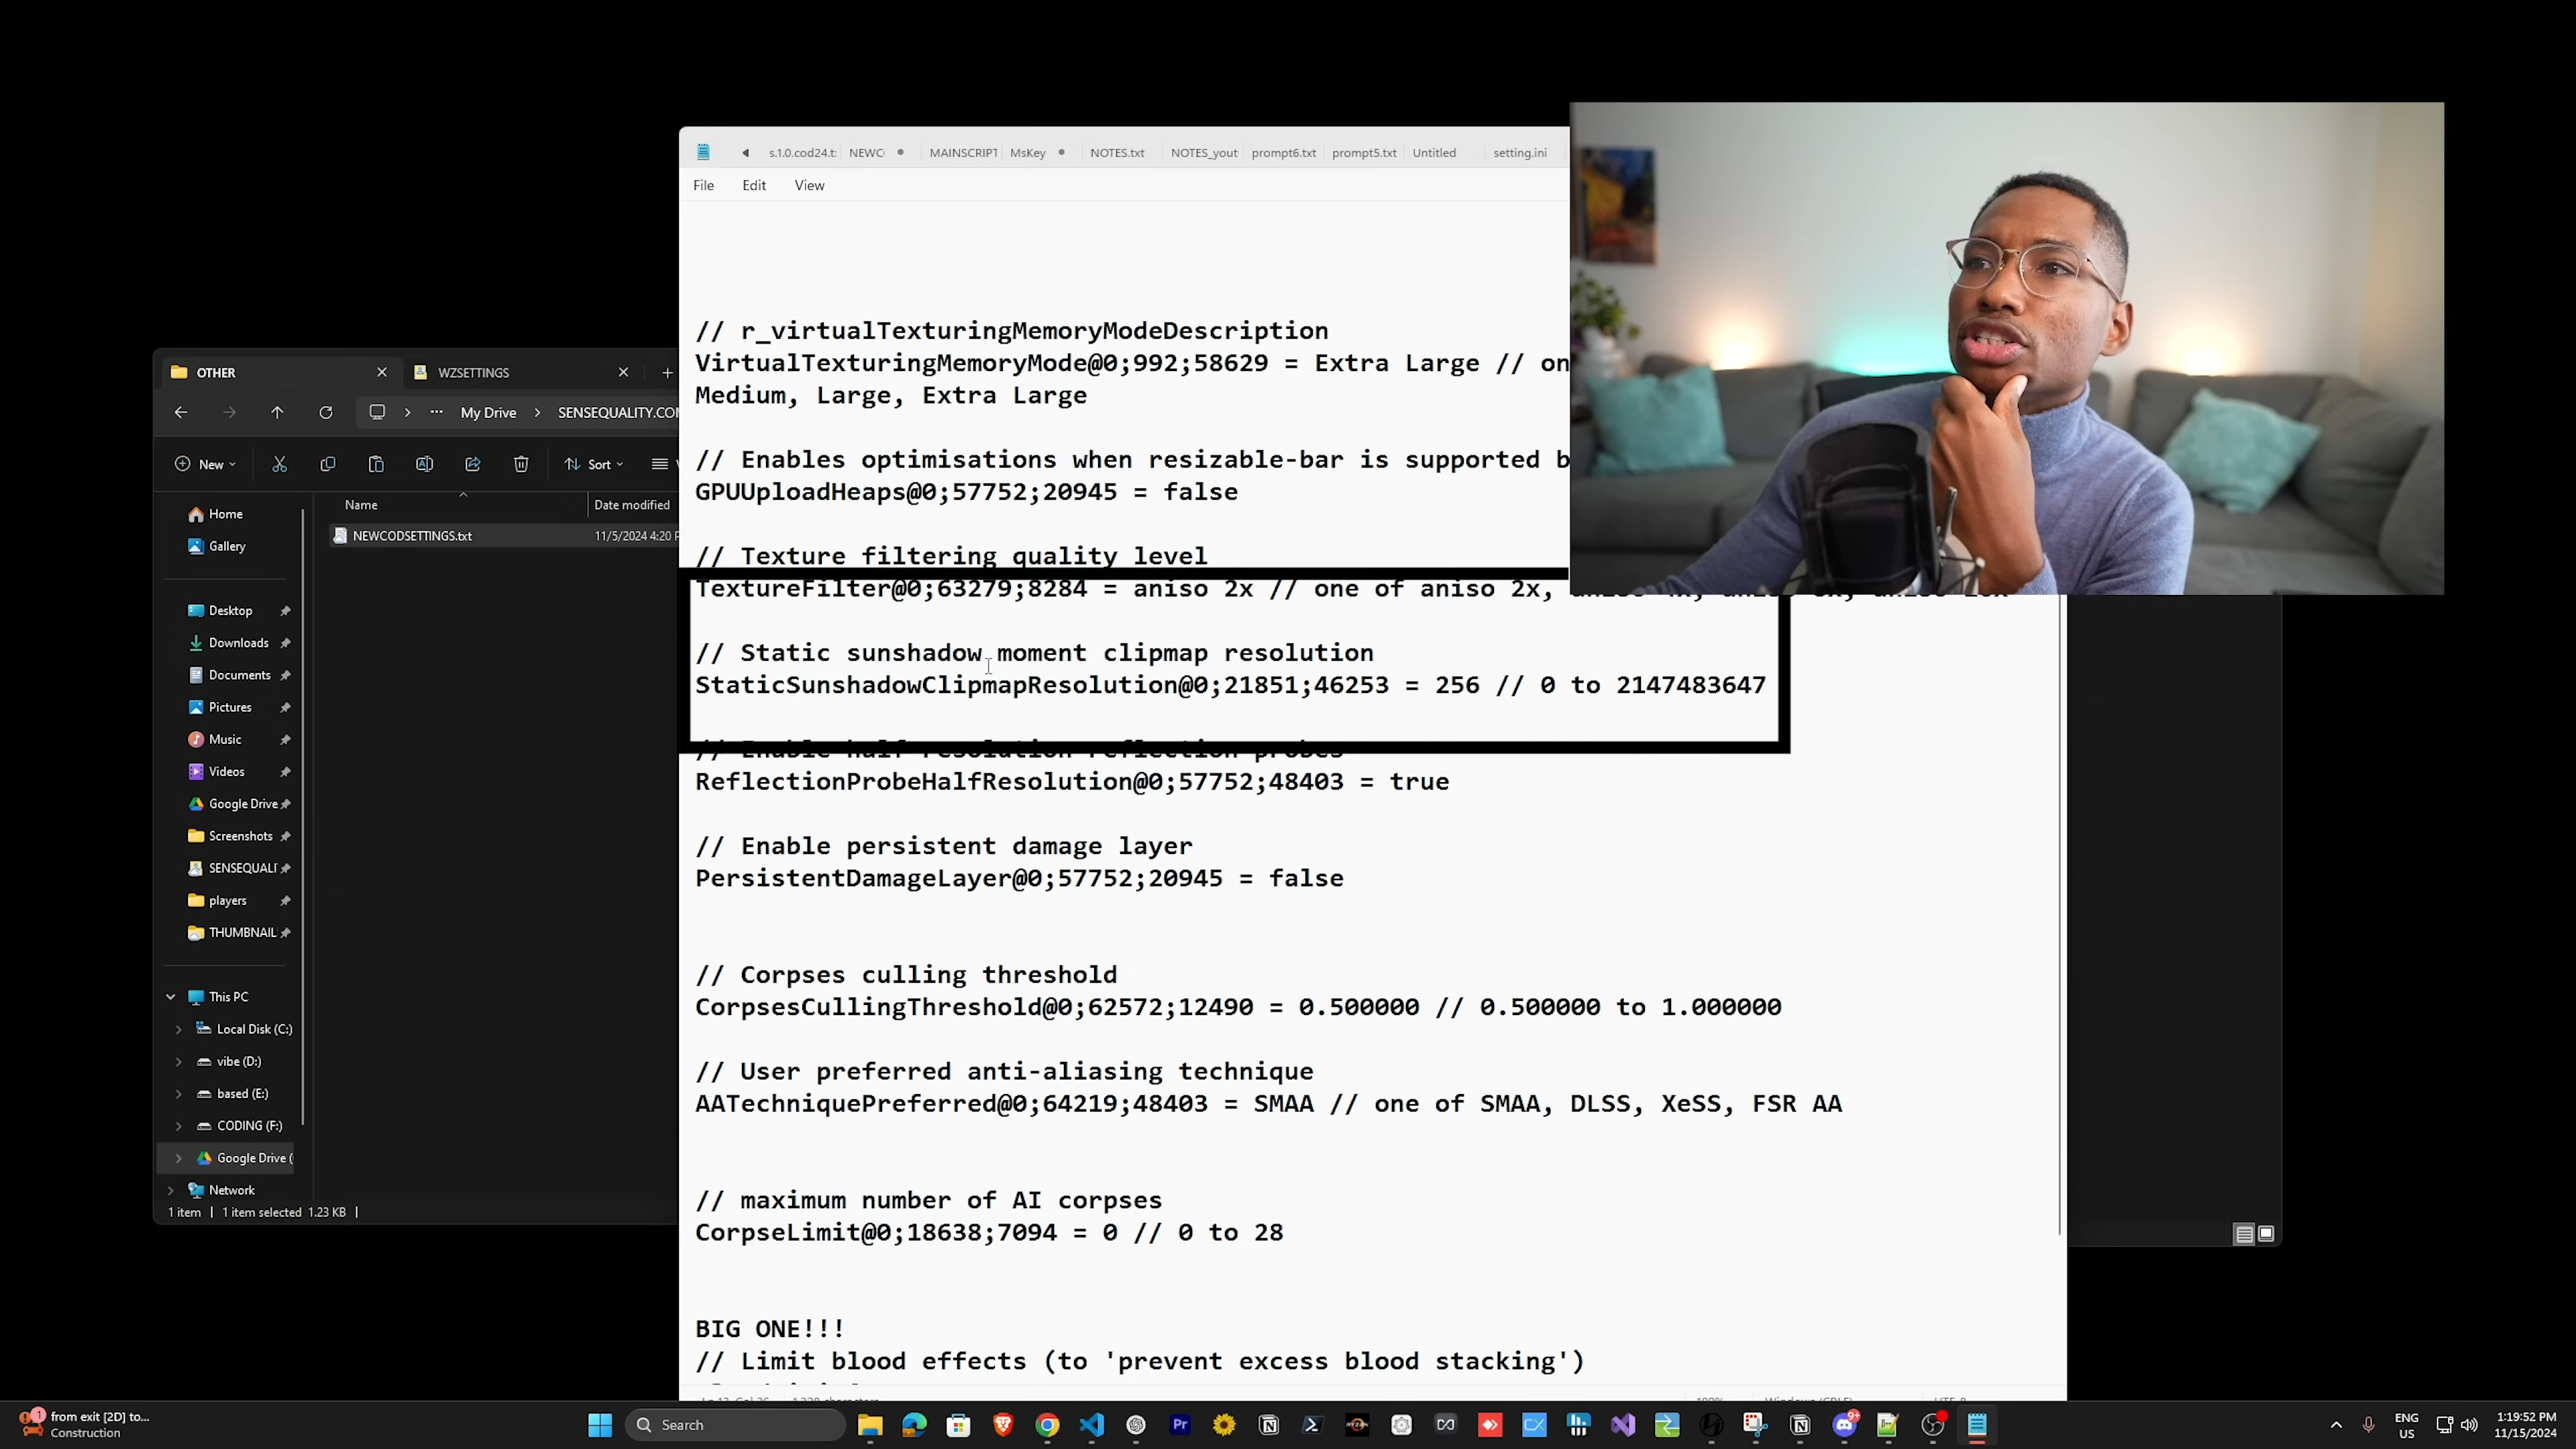 s.1.0.cod24.t:
NEWC
MAINSCRIPT
MsKey
NOTES.txt
NOTES_yout
prompt6.txt
prompt5.txt
Untitled
setting.ini
File
Edit
View
// r_virtualTexturingMemoryModeDescription
VirtualTexturingMemoryMode@0;992;58629 = Extra Large // on
Medium, Large, Extra Large
// Enables optimisations when resizable-bar is supported b
GPUUploadHeaps@0;57752;20945 = false
// Texture filtering quality level
TextureFilter@0;63279;8284 = aniso 2x // one of aniso 2x,
// Static sunshadow moment clipmap resolution
StaticSunshadowClipmapResolution@0;21851;46253 = 256 // 0 to 2147483647
// Enable half resolution reflection probes
ReflectionProbeHalfResolution@0;57752;48403 = true
// Enable persistent damage layer
PersistentDamageLayer@0;57752;20945 = false
// Corpses culling threshold
CorpsesCullingThreshold@0;62572;12490 = 0.500000 // 0.500000 to 1.000000
// User preferred anti-aliasing technique
AATechniquePreferred@0;64219;48403 = SMAA // one of SMAA, DLSS, XeSS, FSR AA
// maximum number of AI corpses
CorpseLimit@0;18638;7094 = 0 // 0 to 28
BIG ONE!!!
// Limit blood effects (to 'prevent excess blood stacking')
OTHER
WZSETTINGS
My Drive
SENSEQUALITY.COM
New
Sort
Name
Date modified
NEWCODSETTINGS.txt
11/5/2024 4:20 P
Home
Gallery
Desktop
Downloads
Documents
Pictures
Music
Videos
Google Drive
Screenshots
SENSEQUALI
players
THUMBNAIL
This PC
Local Disk (C:)
vibe (D:)
based (E:)
CODING (F:)
Google Drive (
Network
1 item
1 item selected 1.23 KB
1
from exit [2D] to...
Construction
Search
Pr
9+
ENG
US
1:19:52 PM
11/15/2024